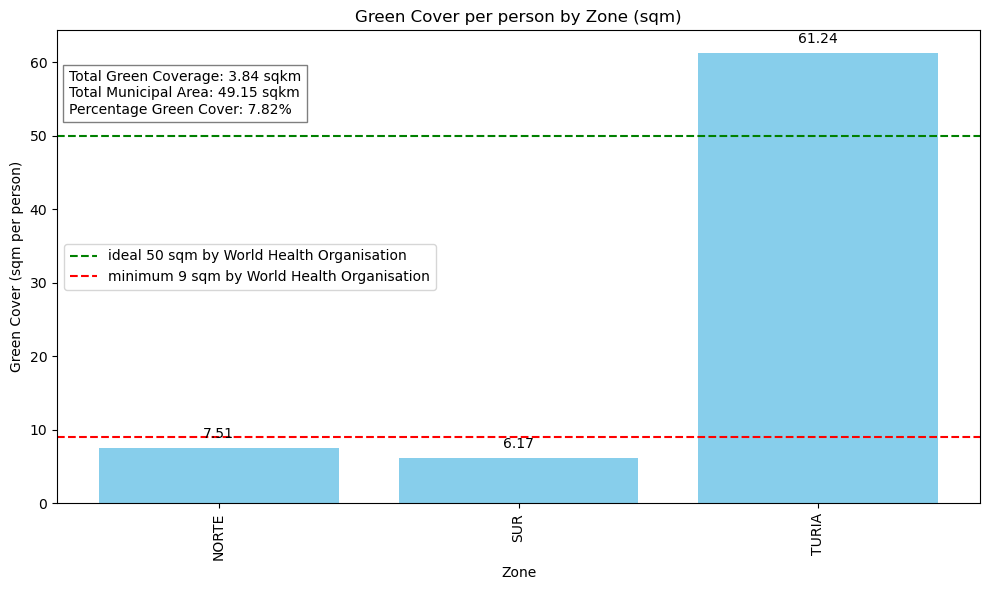 Green Cover per person by Zone (sqm)
61.24
60
Total Green Coverage: 3.84 sqkm
Total Municipal Area: 49.15 sqkm
Percentage Green Cover: 7.82%
50
40
ideal 50 sqm by World Health Organisation
minimum 9 sqm by World Health Organisation
30
20
10
0
Green Cover (sqm per person)
7.51
6.17
NORTE
SUR
TURIA
Zone